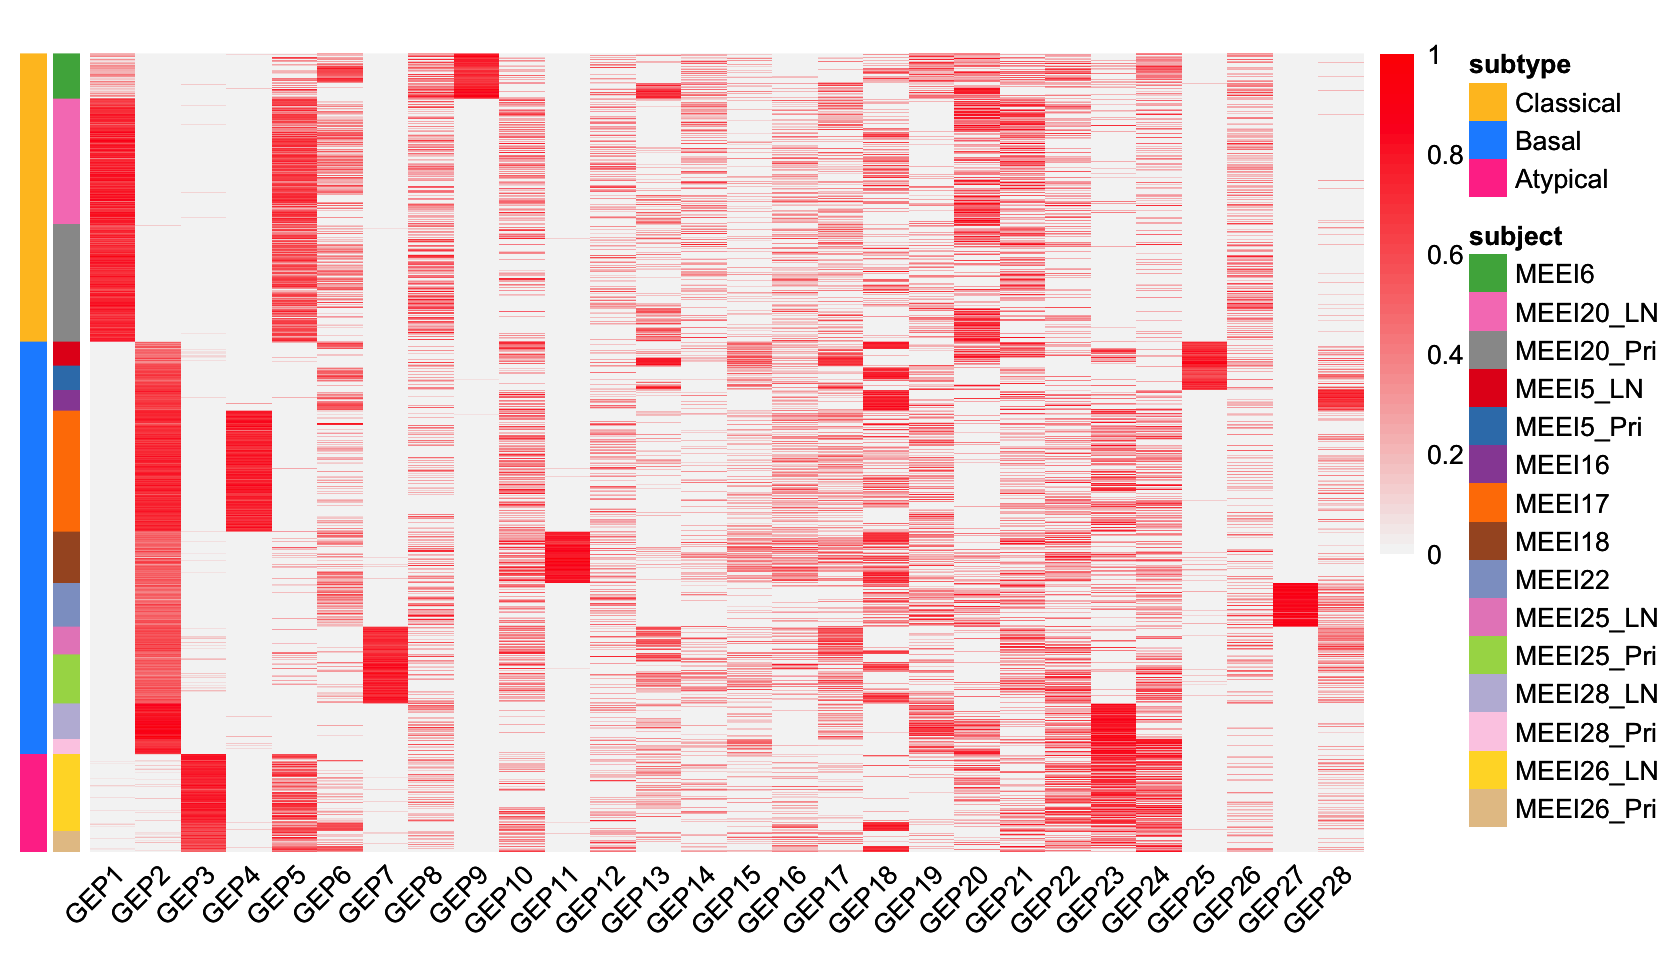 1
0.8
0.6
0.4
0.2
0
subtype
Classical
Basal
Atypical
subject
MEEI6
MEEI20_LN
MEEI20_Pri
MEEI5_LN
MEEI5_Pri
MEEI16
MEEI17
MEEI18
MEEI22
MEEI25_LN
MEEI25_Pri
MEEI28_LN
MEEI28_Pri
MEEI26_LN
MEEI26_Pri
GEP1
GEP2
GEP3
GEP4
GEP5
GEP6
GEP7
GEP8
GEP9
GEP10
GEP11
GEP12
GEP13
GEP14
GEP15
GEP16
GEP17
GEP18
GEP19
GEP20
GEP21
GEP22
GEP23
GEP24
GEP25
GEP26
GEP27
GEP28